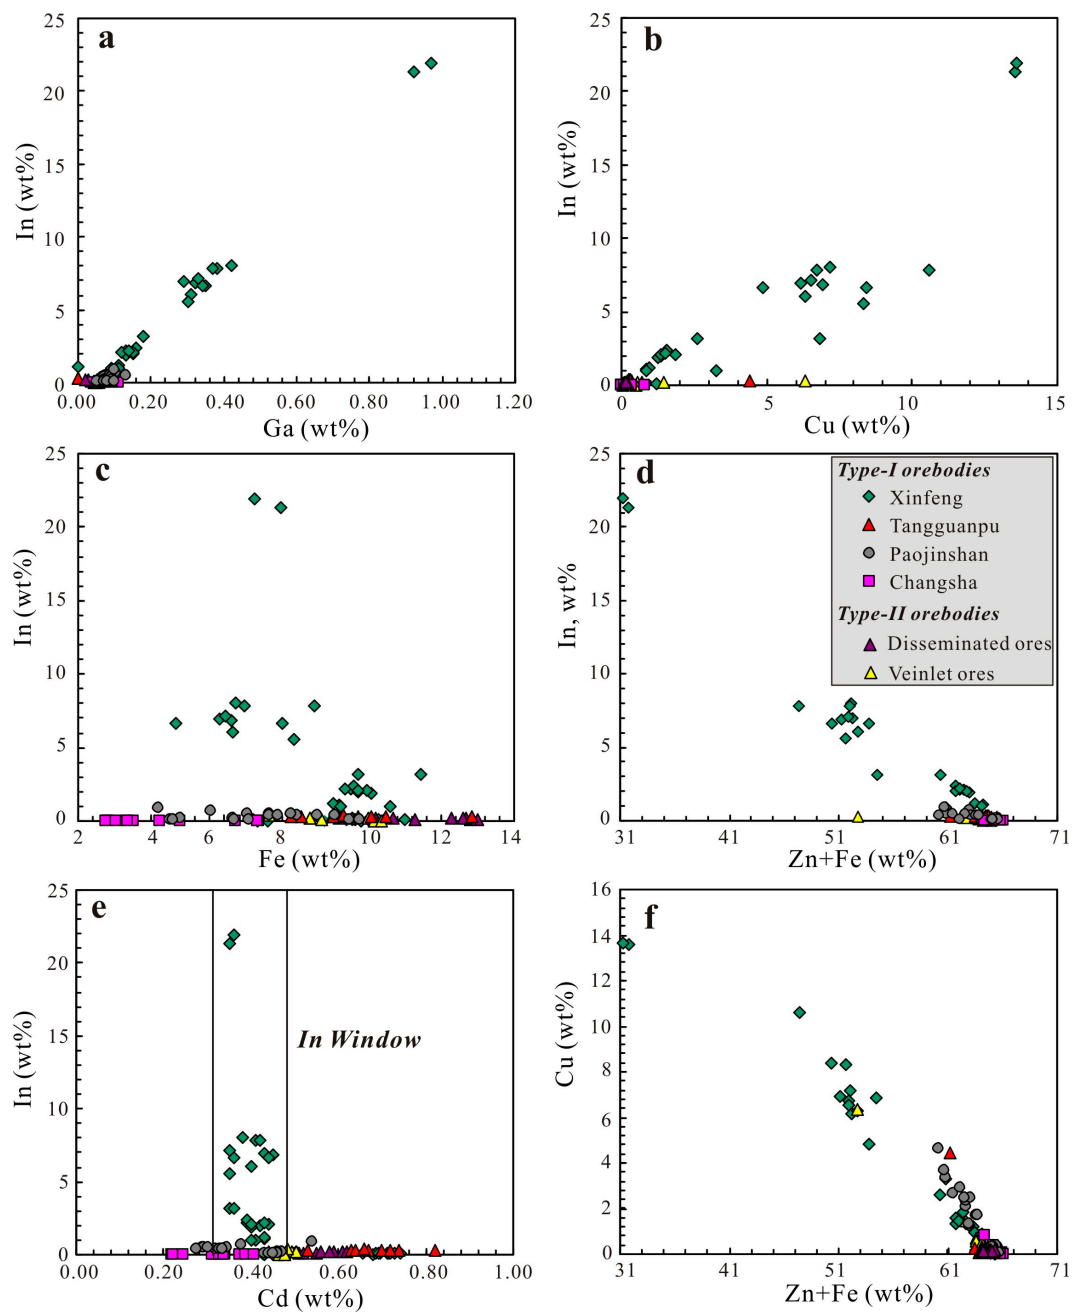 a
25
20
15
10
5
0
In (wt%)
0.00 0.20 0.40 0.60 0.80 1.00 1.20
Ga (wt%)
b
25
20
15
10
5
0
In (wt%)
0 5 10 15
Cu (wt%)
c
25
20
15
10
5
0
In (wt%)
2 4 6 8 10 12 14
Fe (wt%)
d
25
20
15
10
5
0
In, wt%
31 41 51 61 71
Zn+Fe (wt%)
Type-I orebodies
Xinfeng
Tangguanpu
Paojinshan
Changsha
Type-II orebodies
Disseminated ores
Veinlet ores
e
25
20
15
10
5
0
In (wt%)
In Window
0.00 0.20 0.40 0.60 0.80 1.00
Cd (wt%)
f
16
14
12
10
8
6
4
2
0
Cu (wt%)
31 41 51 61 71
Zn+Fe (wt%)